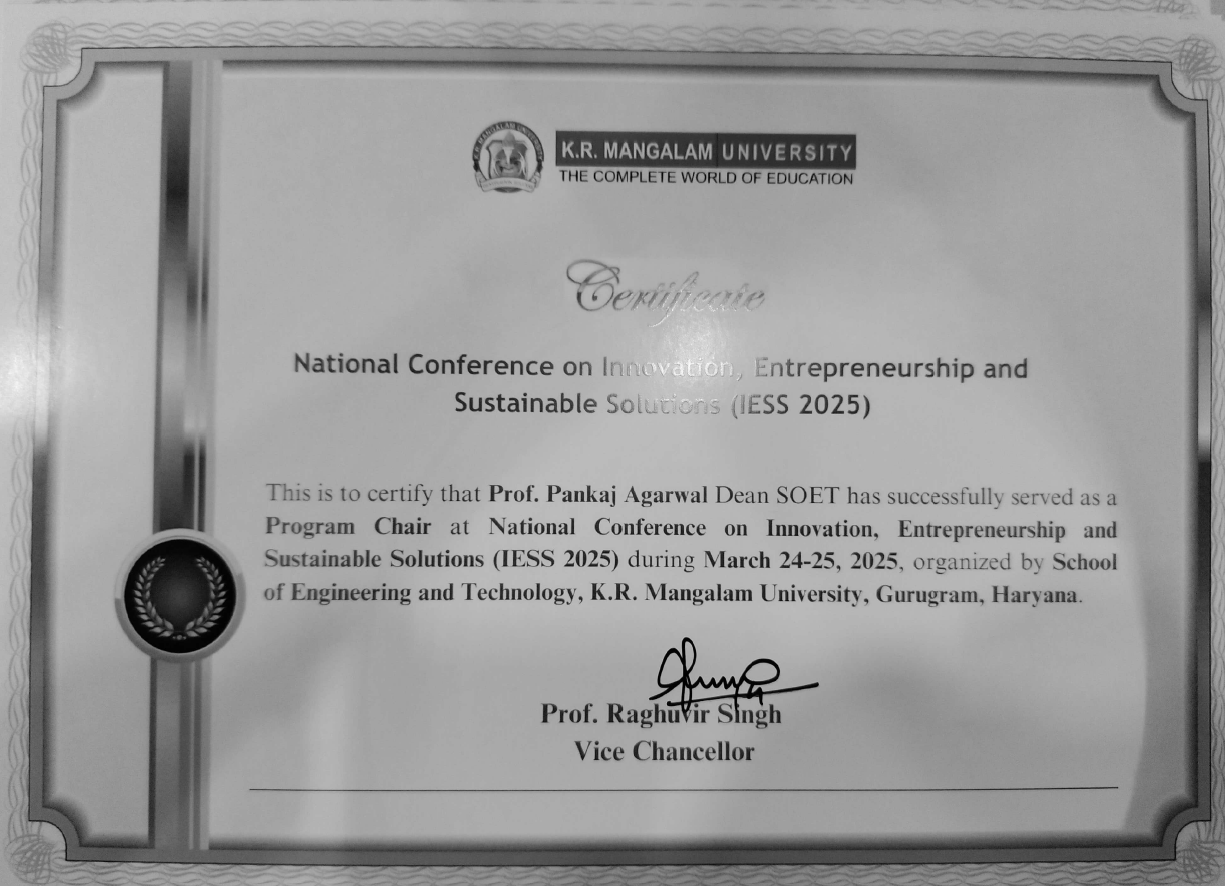 K.R. MANGALAM UNIVERSITY
THE COMPLETE WORLD OF EDUCATION
Certificate
National Conference on Innovation, Entrepreneurship and
Sustainable Solutions (IESS 2025)
This is to certify that Prof. Pankaj Agarwal Dean SOET has successfully served as a
Program Chair at National Conference on Innovation, Entrepreneurship and
Sustainable Solutions (IESS 2025) during March 24-25, 2025, organized by School
of Engineering and Technology, K.R. Mangalam University, Gurugram, Haryana.
Prof. Raghuvir Singh
Vice Chancellor